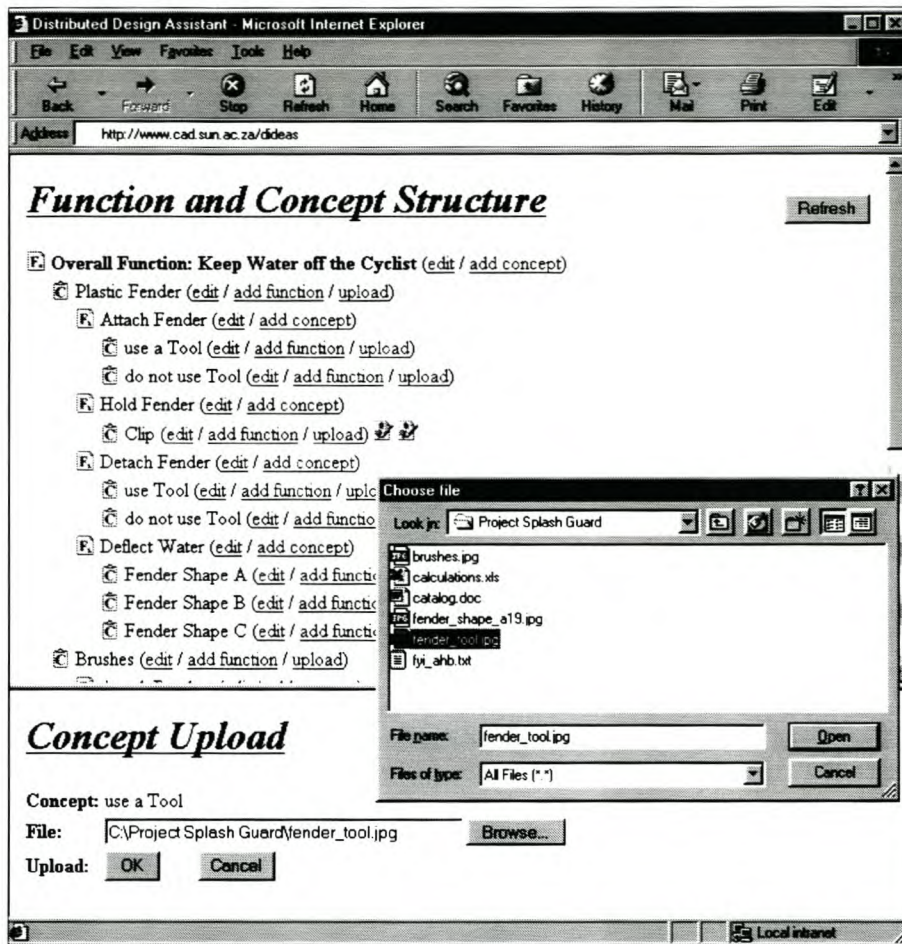 Distributed Design Assistant - Microsoft Internet Explorer
File Edit View Favorites Tools Help
Back Forward Stop Refresh Home Search Favorites History Mail Print Edit
Address http://www.cad.sun.ac.za/dideas
Function and Concept Structure
Refresh
F. Overall Function: Keep Water off the Cyclist (edit / add concept)
C Plastic Fender (edit / add function / upload)
F. Attach Fender (edit / add concept)
C use a Tool (edit / add function / upload)
C do not use Tool (edit / add function / upload)
F. Hold Fender (edit / add concept)
C Clip (edit / add function / upload)
F. Detach Fender (edit / add concept)
C use Tool (edit / add function / uplo
C do not use Tool (edit / add functio
F. Deflect Water (edit / add concept)
C Fender Shape A (edit / add functi
C Fender Shape B (edit / add functi
C Fender Shape C (edit / add functi
C Brushes (edit / add function / upload)
Choose file
Look in: Project Splash Guard
brushes.jpg
calculations.xls
catalog.doc
fender_shape_a19.jpg
fender_tool.jpg
fyi_ahb.txt
File name: fender_tool.jpg Open
Files of type: All Files (*.*) Cancel
Concept Upload
Concept: use a Tool
File: C:\Project Splash Guard\fender_tool.jpg Browse...
Upload: OK Cancel
Local intranet